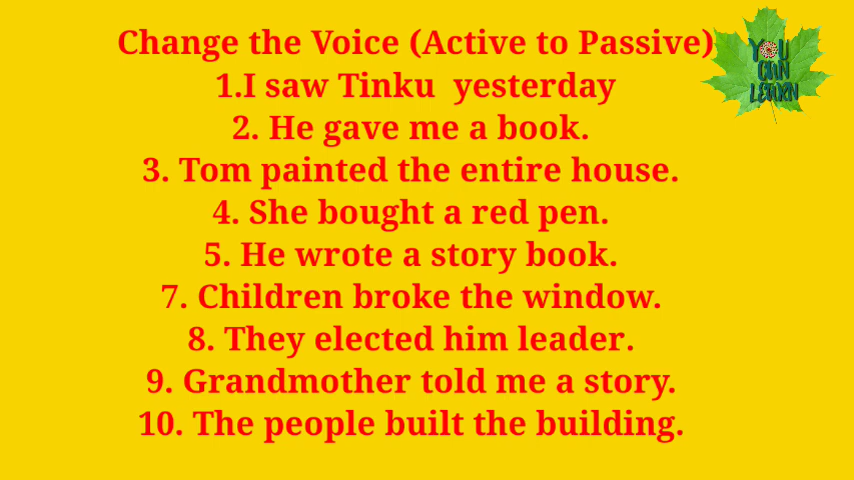 Change the Voice (Active to Passive)
1.I saw Tinku  yesterday
2. He gave me a book.
3. Tom painted the entire house.
4. She bought a red pen.
5. He wrote a story book.
7. Children broke the window.
8. They elected him leader.
9. Grandmother told me a story.
10. The people built the building.
YOU
CAN
LEARN